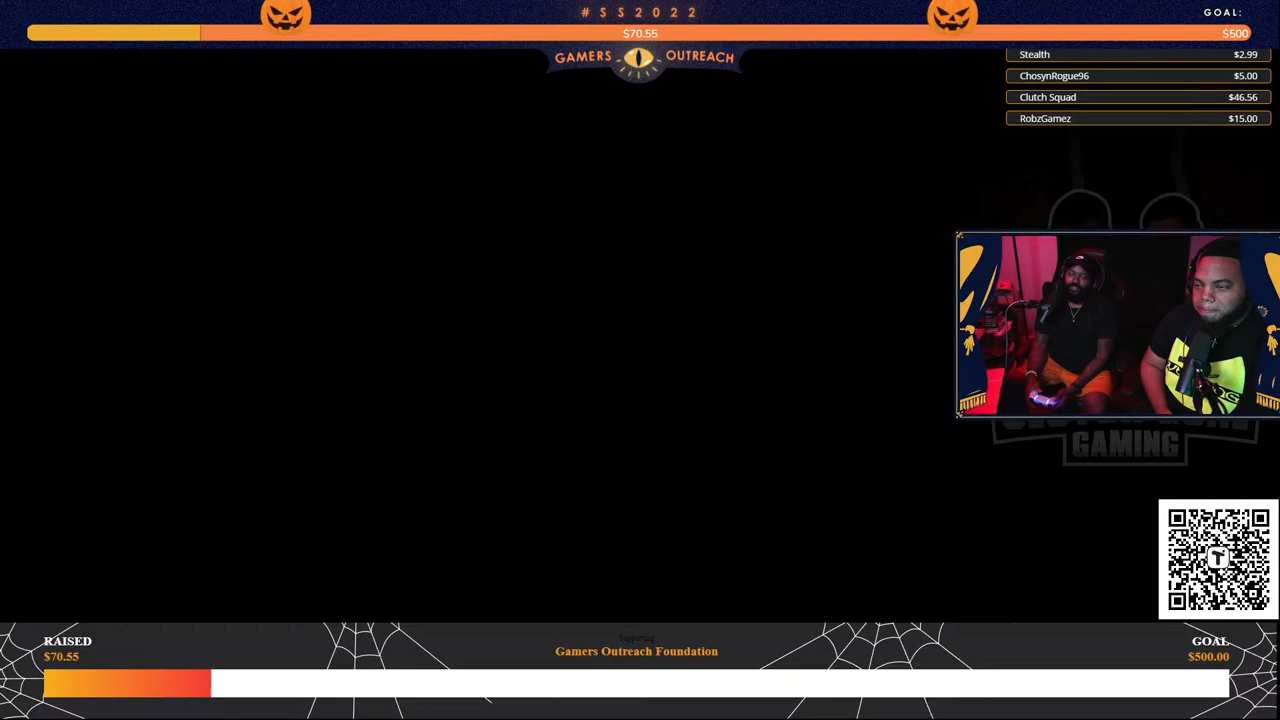 #SS2022
GOAL:
$70.55
$500
GAMERS OUTREACH
Stealth $2.99
ChosynRogue96 $5.00
Clutch Squad $46.56
RobzGamez $15.00
GAMING
RAISED
$70.55
Supporting
Gamers Outreach Foundation
GOAL
$500.00